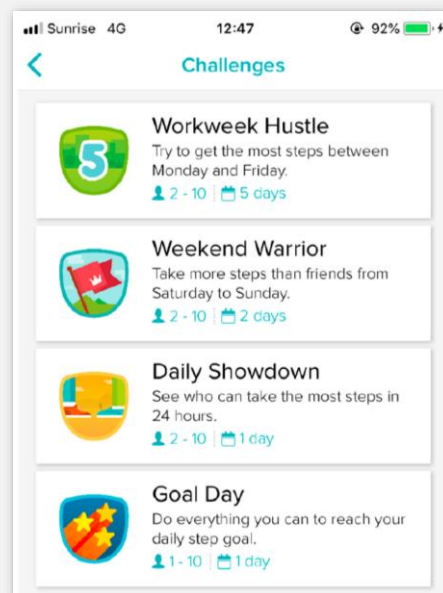 Sunrise 4G 12:47 92%
Challenges
5
Workweek Hustle
Try to get the most steps between
Monday and Friday.
2 - 10 5 days
Weekend Warrior
Take more steps than friends from
Saturday to Sunday.
2 - 10 2 days
Daily Showdown
See who can take the most steps in
24 hours.
2 - 10 1 day
Goal Day
Do everything you can to reach your
daily step goal.
1 - 10 1 day